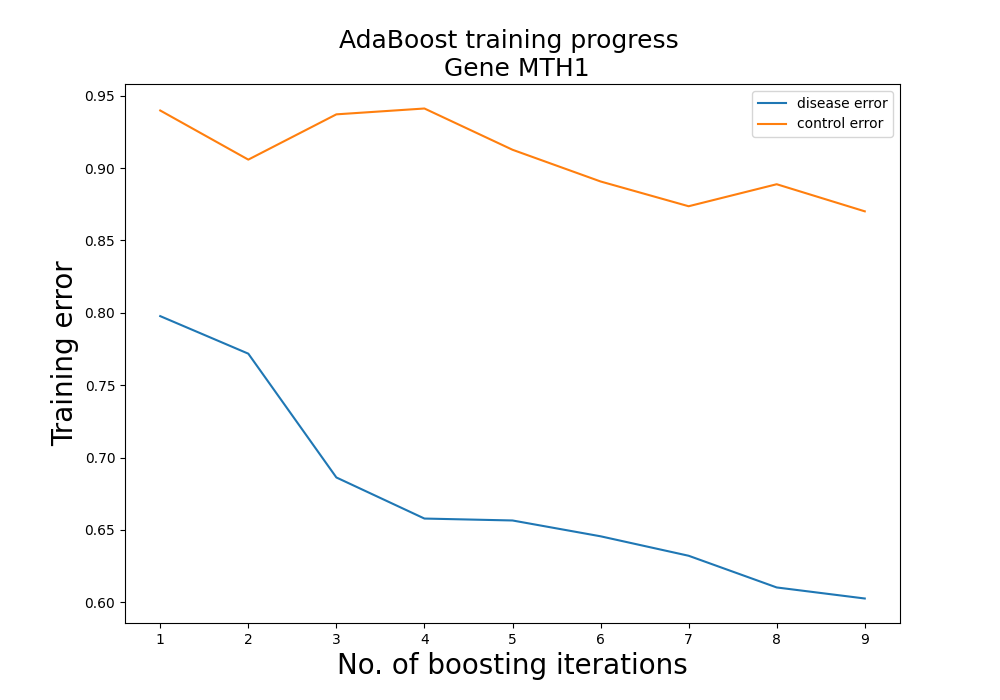 AdaBoost training progress
Gene MTH1
disease error
control error
0.95
0.90
0.85
0.80
0.75
0.70
0.65
0.60
Training error
1 2 3 4 5 6 7 8 9
No. of boosting iterations